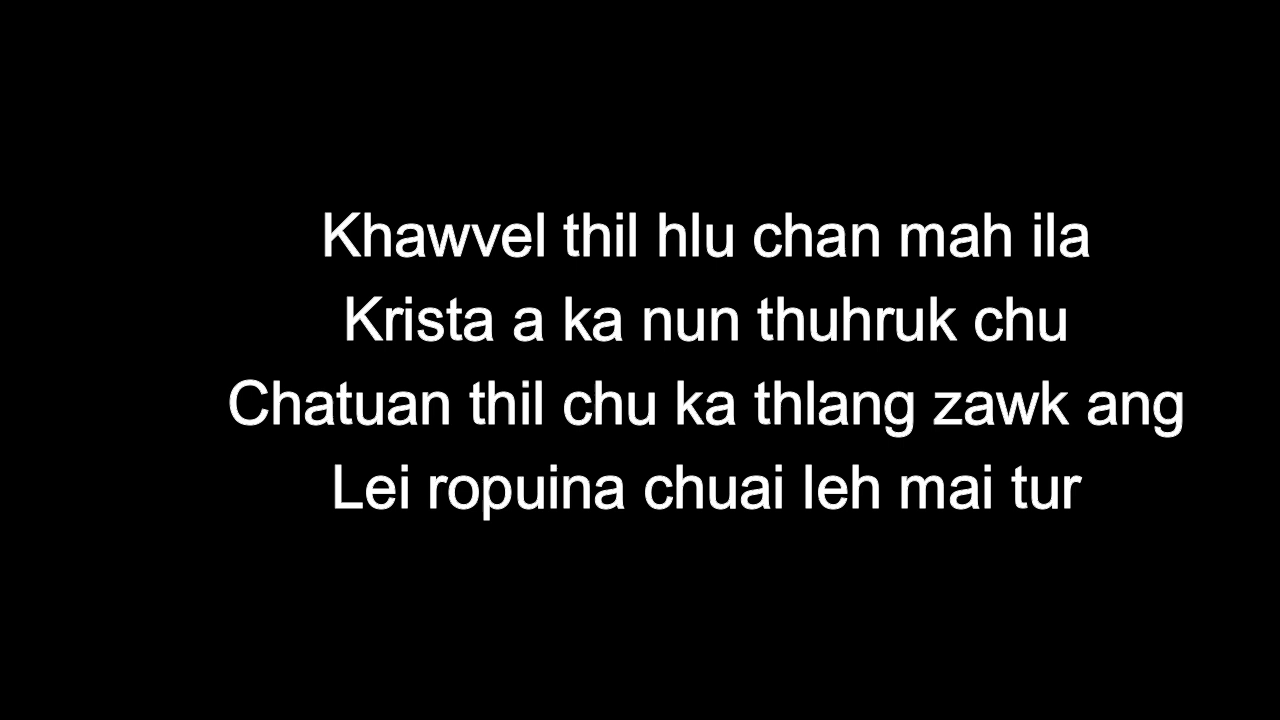 Khawvel thil hlu chan mah ila
Krista a ka nun thuhruk chu
Chatuan thil chu ka thlang zawk ang
Lei ropuina chuai leh mai tur